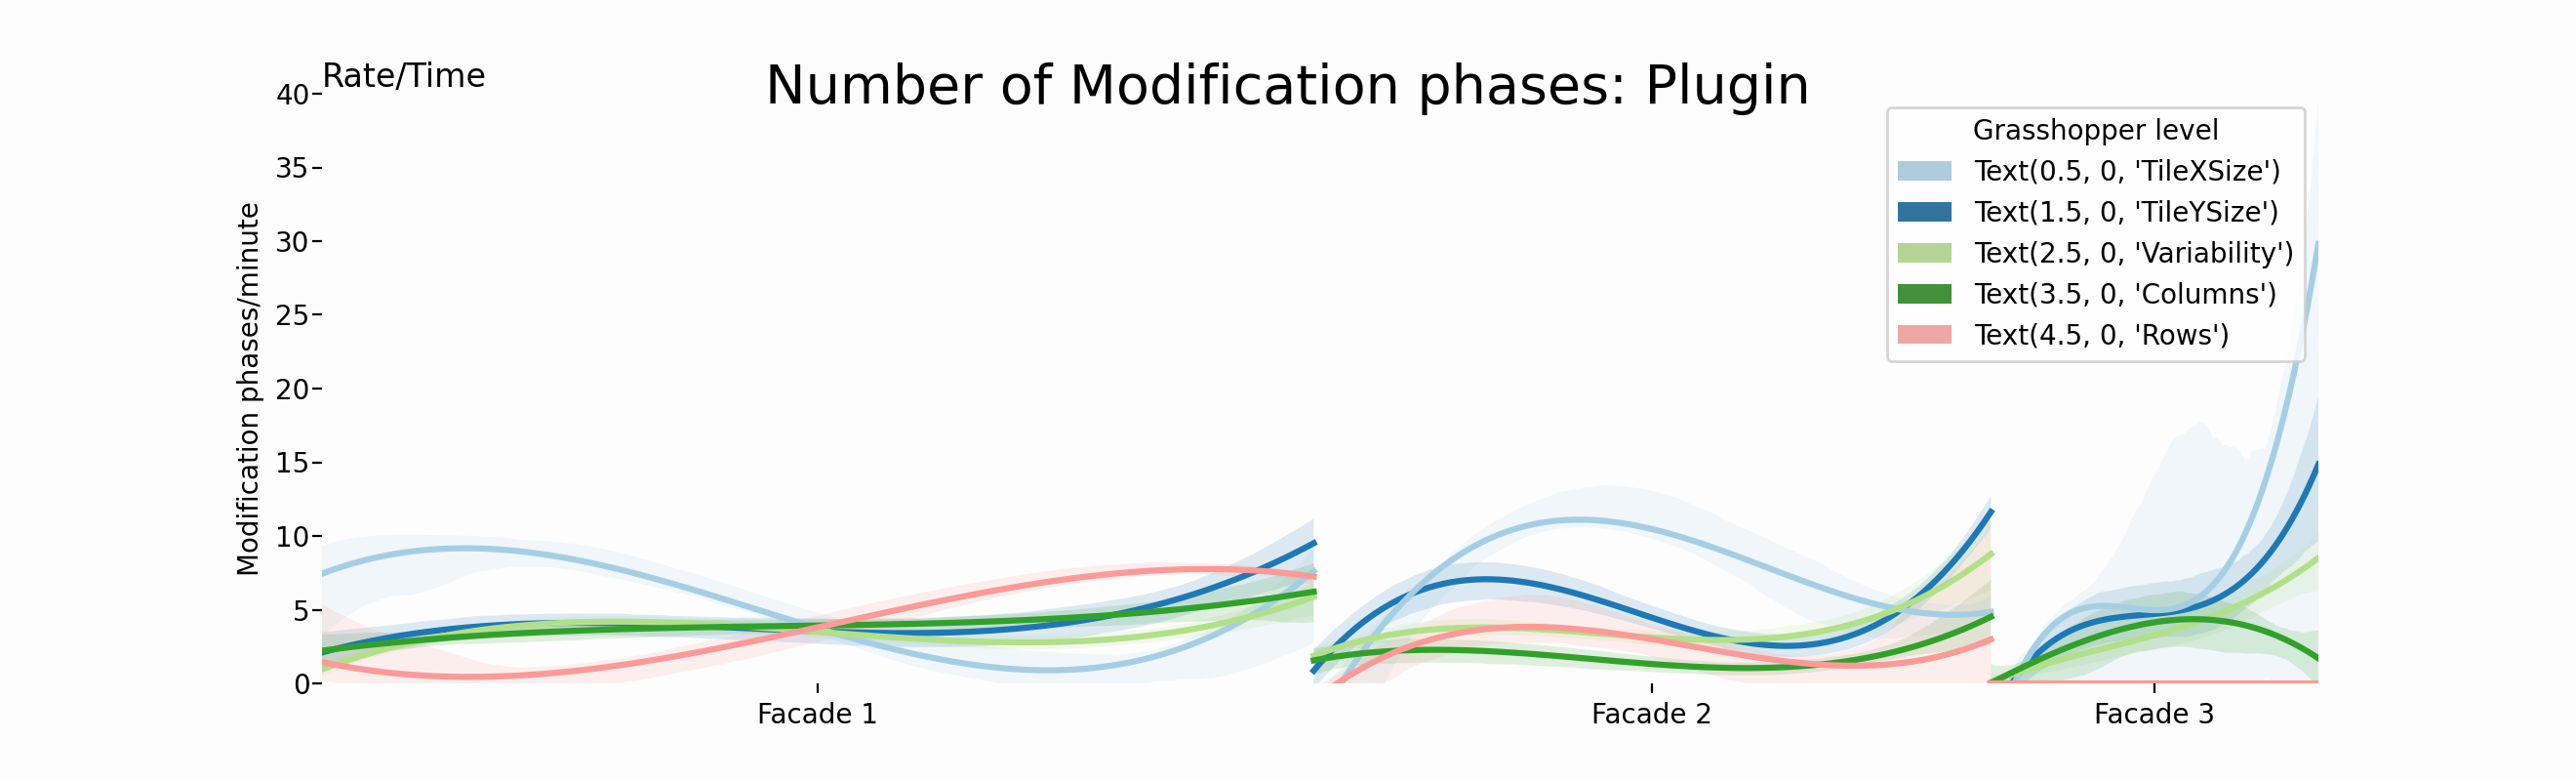 Rate/Time
Number of Modification phases: Plugin
Modification phases/minute
40
35
30
25
20
15
10
5
0
Grasshopper level
Text(0.5, 0, 'TileXSize')
Text(1.5, 0, 'TileYSize')
Text(2.5, 0, 'Variability')
Text(3.5, 0, 'Columns')
Text(4.5, 0, 'Rows')
Facade 1
Facade 2
Facade 3